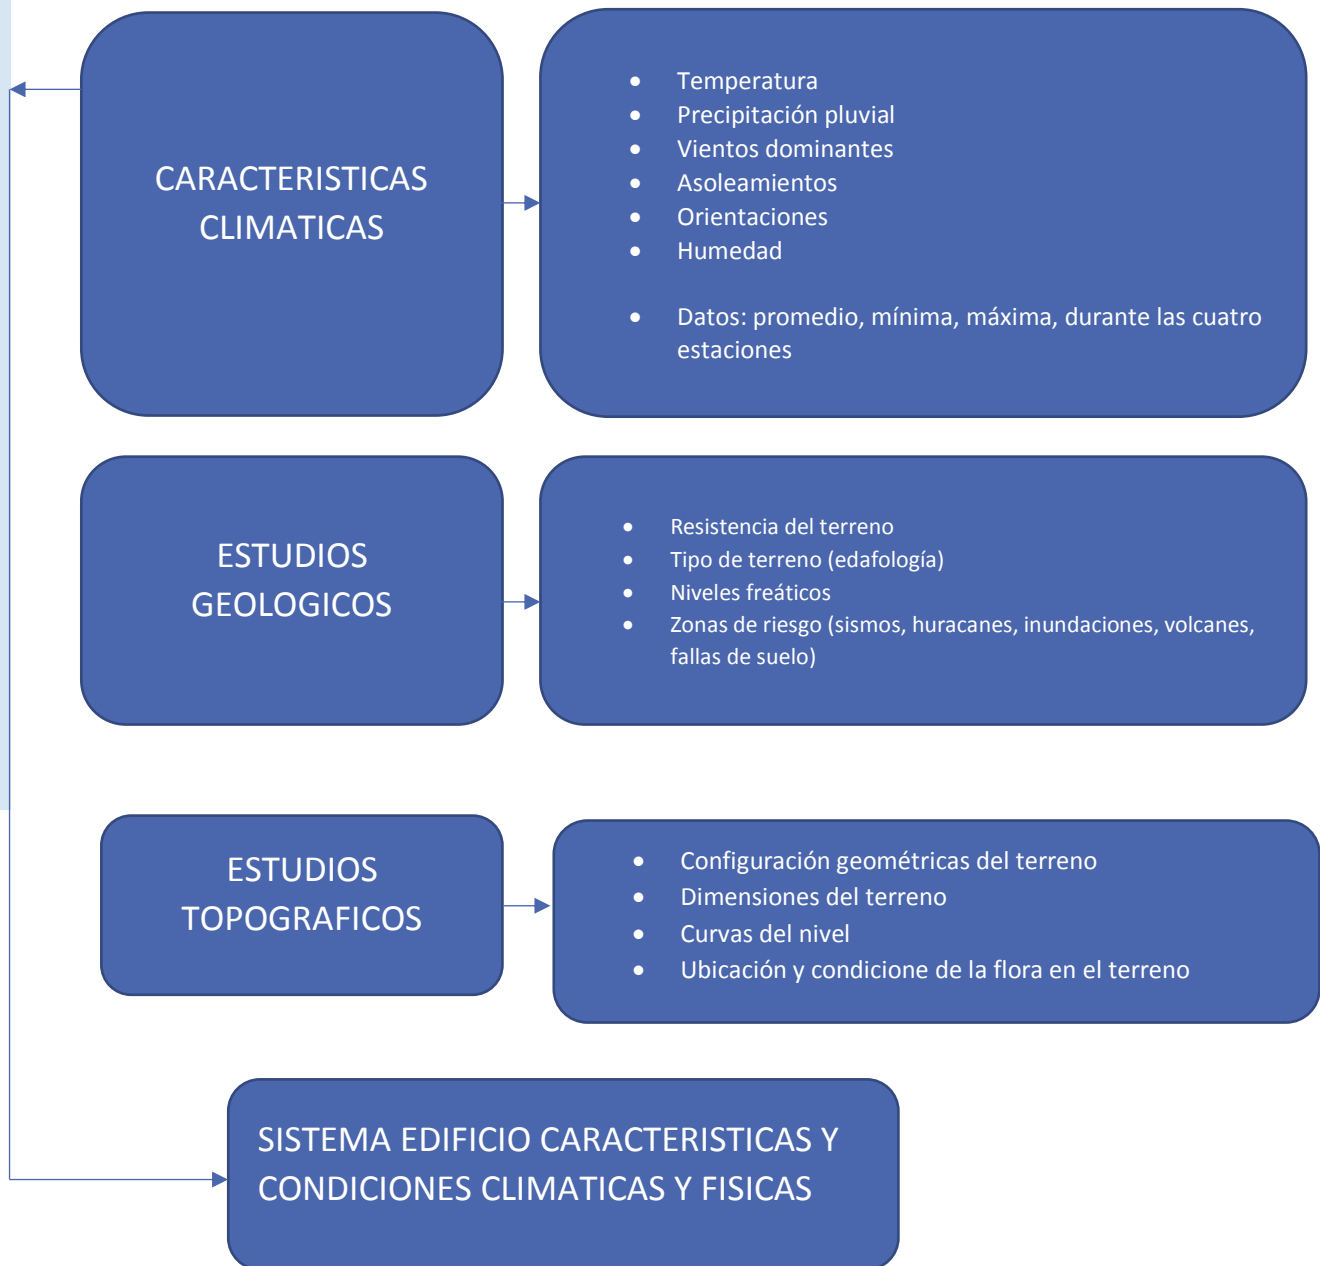 CARACTERISTICAS
CLIMATICAS
• Temperatura
• Precipitación pluvial
• Vientos dominantes
• Asoleamientos
• Orientaciones
• Humedad
• Datos: promedio, mínima, máxima, durante las cuatro
estaciones
ESTUDIOS
GEOLOGICOS
• Resistencia del terreno
• Tipo de terreno (edafología)
• Niveles freáticos
• Zonas de riesgo (sismos, huracanes, inundaciones, volcanes,
fallas de suelo)
ESTUDIOS
TOPOGRAFICOS
• Configuración geométricas del terreno
• Dimensiones del terreno
• Curvas del nivel
• Ubicación y condicione de la flora en el terreno
SISTEMA EDIFICIO CARACTERISTICAS Y
CONDICIONES CLIMATICAS Y FISICAS